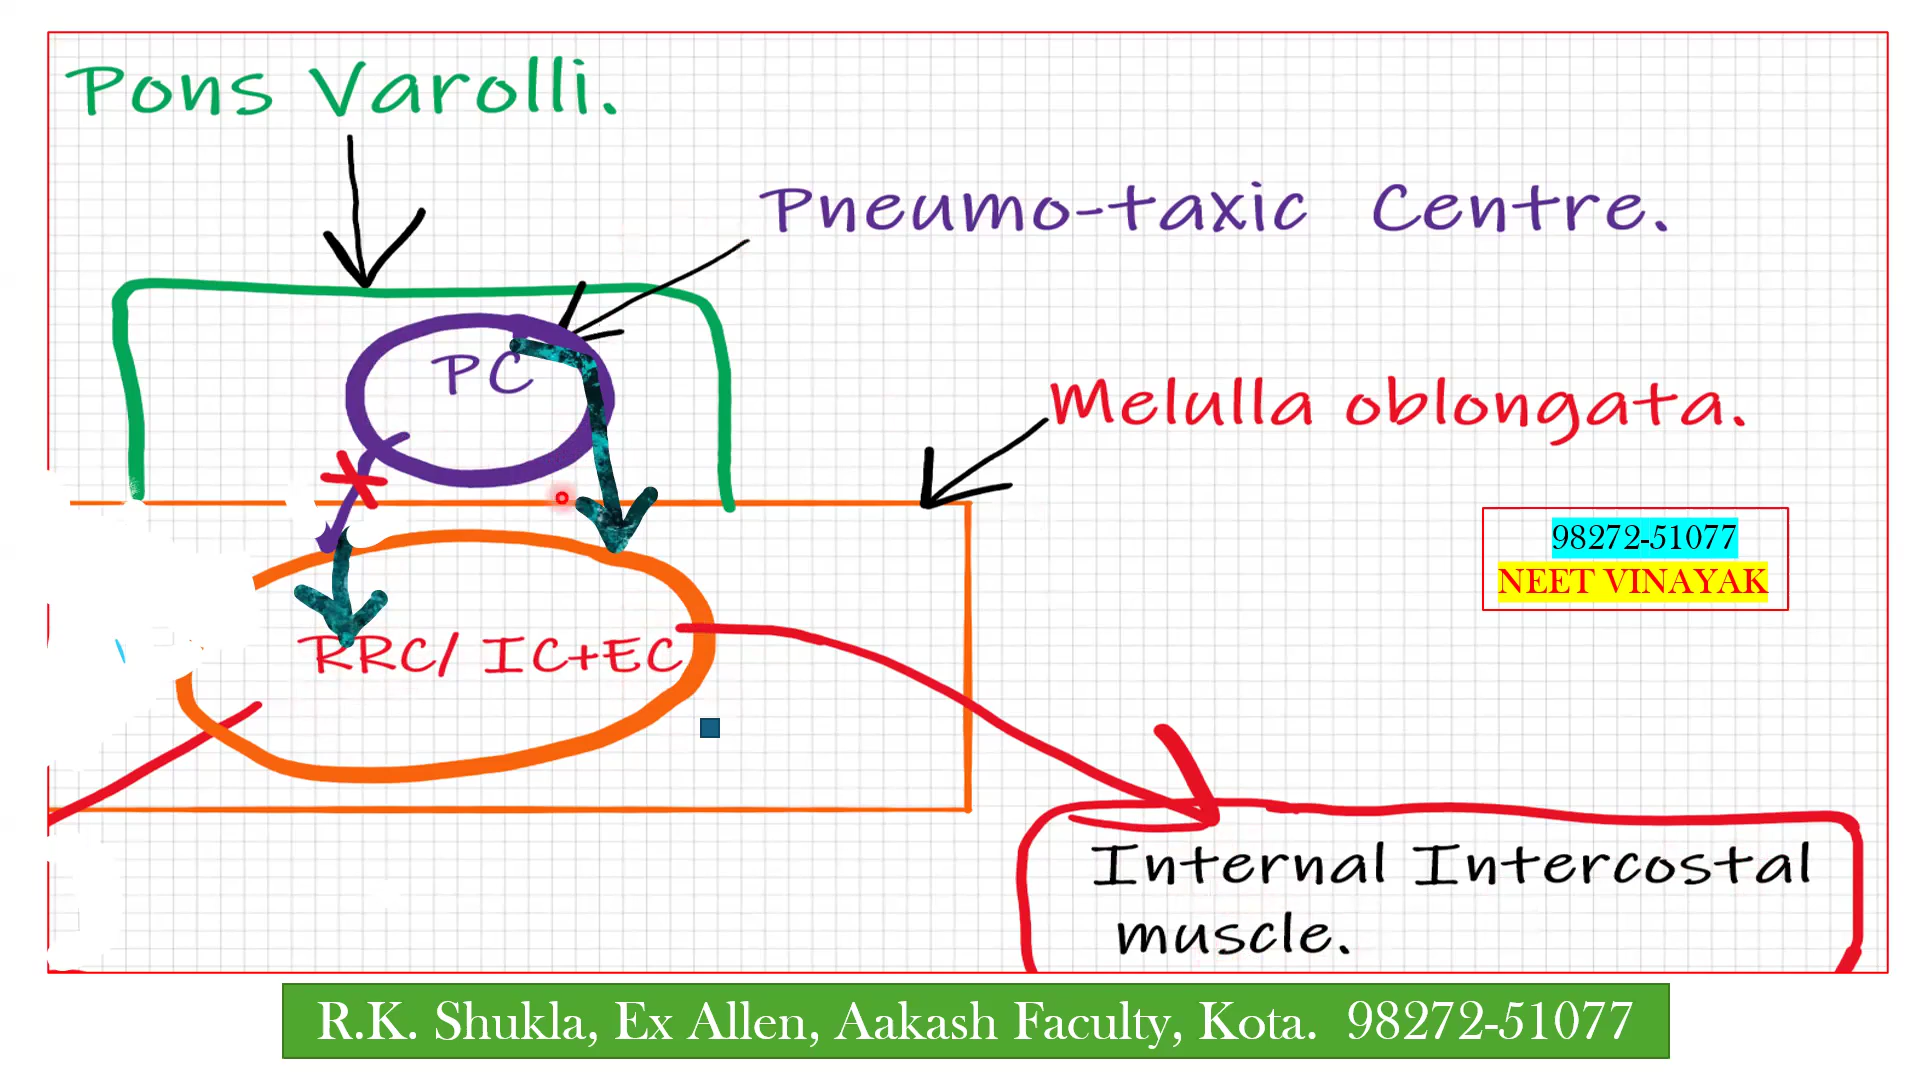 Pons Varolli.
Pneumo-taxic Centre.
PC
Melulla oblongata.
98272-51077
NEET VINAYAK
RRC/ IC+EC
Internal Intercostal
muscle.
R.K. Shukla, Ex Allen, Aakash Faculty, Kota. 98272-51077